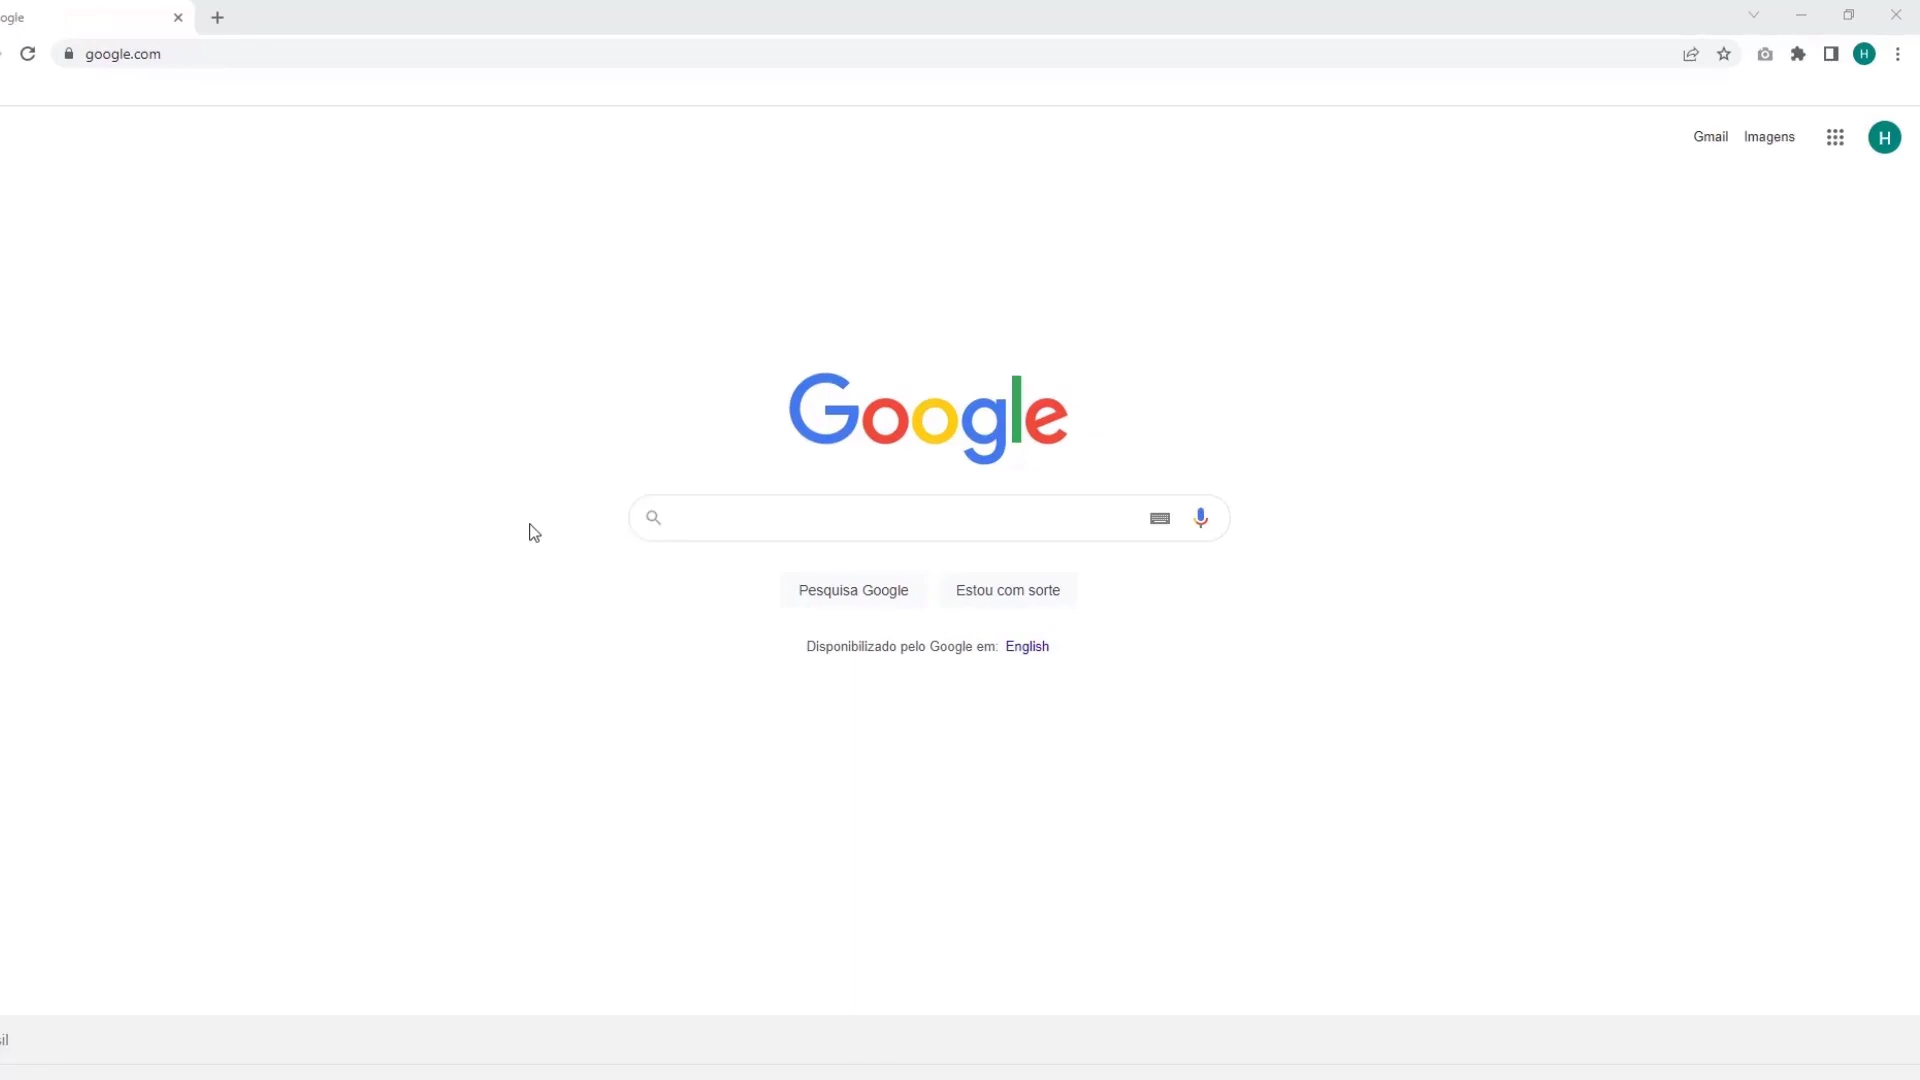 ogle
google.com
H
Gmail Imagens H
Google
Pesquisa Google Estou com sorte
Disponibilizado pelo Google em: English
il